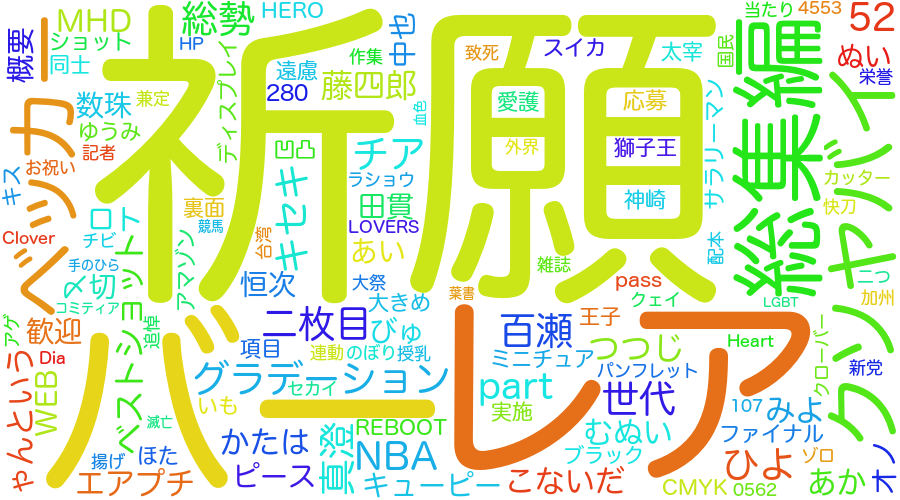 祈願
バー
レア
総集編
クソヤバイ
ベッカー
MHD
総勢
HERO
ショット
HP
同士
概要
作集
中也
致死
スイカ
太宰
国民
当たり
4553
52
ぬい
栄誉
数珠
兼定
ゆうみ
記者
お祝い
キス
ディスプレイ
遠慮
280
藤四郎
血色
愛護
応募
外界
獅子王
神崎
サラリーマン
カッター
快刀
配本
二つ
加州
LGBT
凸凹
チア
キセキ
ラショウ
田貫
LOVERS
裏面
競馬
台湾
あい
アマゾン
口
チビ
Clover
手のひら
〆切
コミティア
ベストショット
追悼
恒次
大祭
大きめ
雑誌
葉書
pass
クェイ
歓迎
アゲ
二枚目
びゅ
百瀬
王子
項目
連動
のぼり
授乳
ミニチュア
つつじ
パンフレット
Heart
クローバー
新党
Dia
WEB
ゃんという
グラデーション
セカイ
part
実施
世代
107
みよ
ファイナル
オン
いも
滅亡
REBOOT
むぬい
ブラック
ほた
揚げ
かたは
真澄
NBA
ピース
キューピー
エアプチ
こないだ
CMYK
0562
ひよ
ゾロ
あか